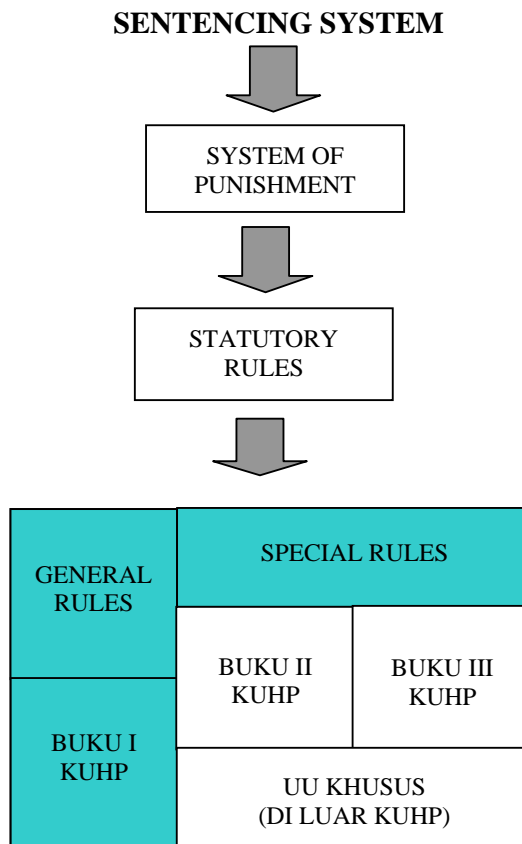 SENTENCING SYSTEM
SYSTEM OF
PUNISHMENT
STATUTORY
RULES
GENERAL
RULES
SPECIAL RULES
BUKU I
KUHP
BUKU II
KUHP
BUKU III
KUHP
UU KHUSUS
(DI LUAR KUHP)